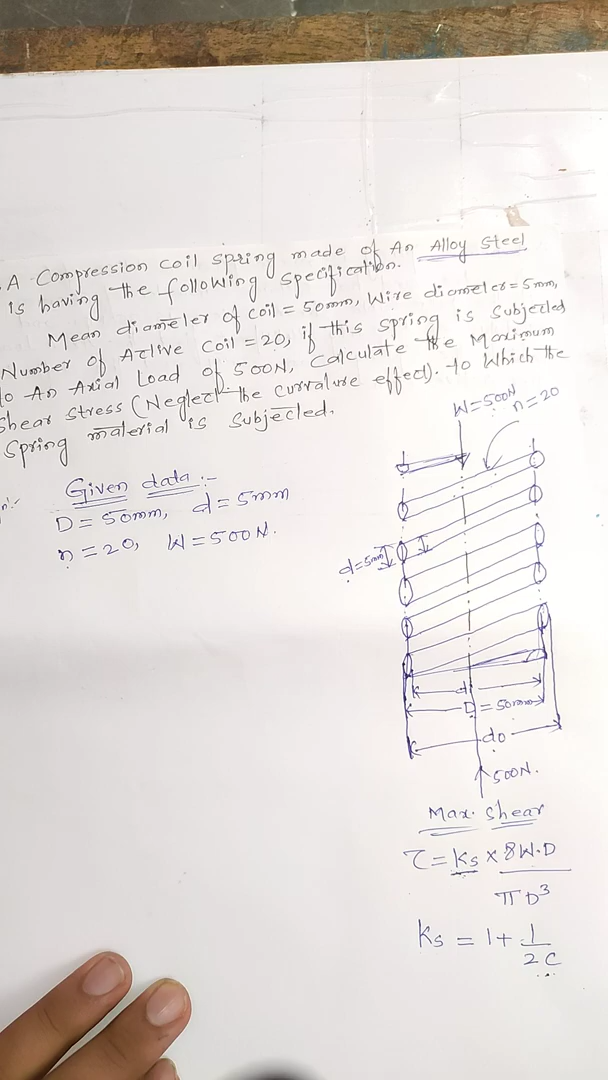 A Compression coil spring made of An Alloy Steel
is having the following specification.
Mean diameter of coil = 50mm, Wire diameter = 5mm,
Number of Active coil = 20, if this spring is Subjected
to An Axial Load of 500N, Calculate the Maximum
Shear stress (Neglect the curvature effect). to Which the
Spring material is Subjected.
W=500N
n=20
Given data :-
D = 50mm, d = 5mm
n = 20, W = 500N.
d=5mm
di
D = 50mm
do
500N.
Max. Shear
τ = Ks × 8W.D
πD³
Ks = 1 + 1
2C